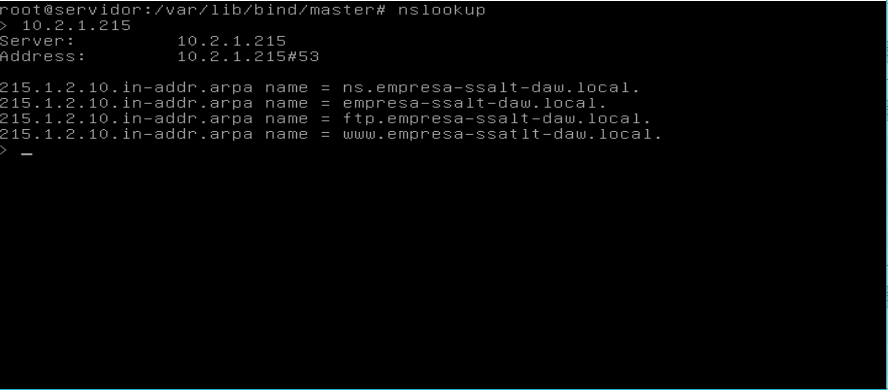 root@servidor:/var/lib/bind/master# nslookup
> 10.2.1.215
Server:         10.2.1.215
Address:        10.2.1.215#53
215.1.2.10.in-addr.arpa name = ns.empresa-ssalt-daw.local.
215.1.2.10.in-addr.arpa name = empresa-ssalt-daw.local.
215.1.2.10.in-addr.arpa name = ftp.empresa-ssalt-daw.local.
215.1.2.10.in-addr.arpa name = www.empresa-ssatlt-daw.local.
> _